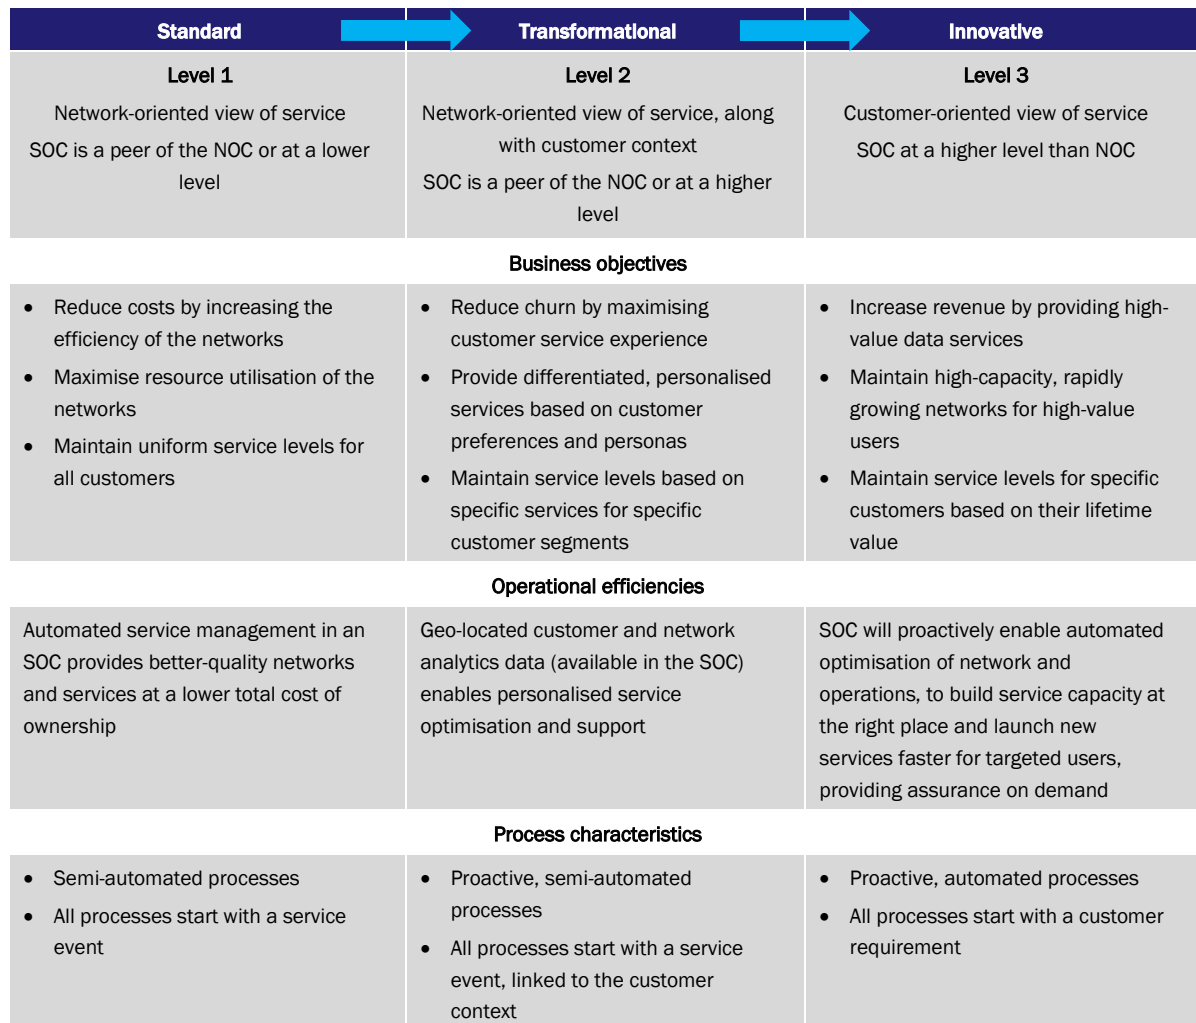 Standard
Transformational
Innovative
Level 1
Network-oriented view of service
SOC is a peer of the NOC or at a lower
level
Level 2
Network-oriented view of service, along
with customer context
SOC is a peer of the NOC or at a higher
level
Level 3
Customer-oriented view of service
SOC at a higher level than NOC
Business objectives
• Reduce costs by increasing the
efficiency of the networks
• Maximise resource utilisation of the
networks
• Maintain uniform service levels for
all customers
• Reduce churn by maximising
customer service experience
• Provide differentiated, personalised
services based on customer
preferences and personas
• Maintain service levels based on
specific services for specific
customer segments
• Increase revenue by providing high-
value data services
• Maintain high-capacity, rapidly
growing networks for high-value
users
• Maintain service levels for specific
customers based on their lifetime
value
Operational efficiencies
Automated service management in an
SOC provides better-quality networks
and services at a lower total cost of
ownership
Geo-located customer and network
analytics data (available in the SOC)
enables personalised service
optimisation and support
SOC will proactively enable automated
optimisation of network and
operations, to build service capacity at
the right place and launch new
services faster for targeted users,
providing assurance on demand
Process characteristics
• Semi-automated processes
• All processes start with a service
event
• Proactive, semi-automated
processes
• All processes start with a service
event, linked to the customer
context
• Proactive, automated processes
• All processes start with a customer
requirement